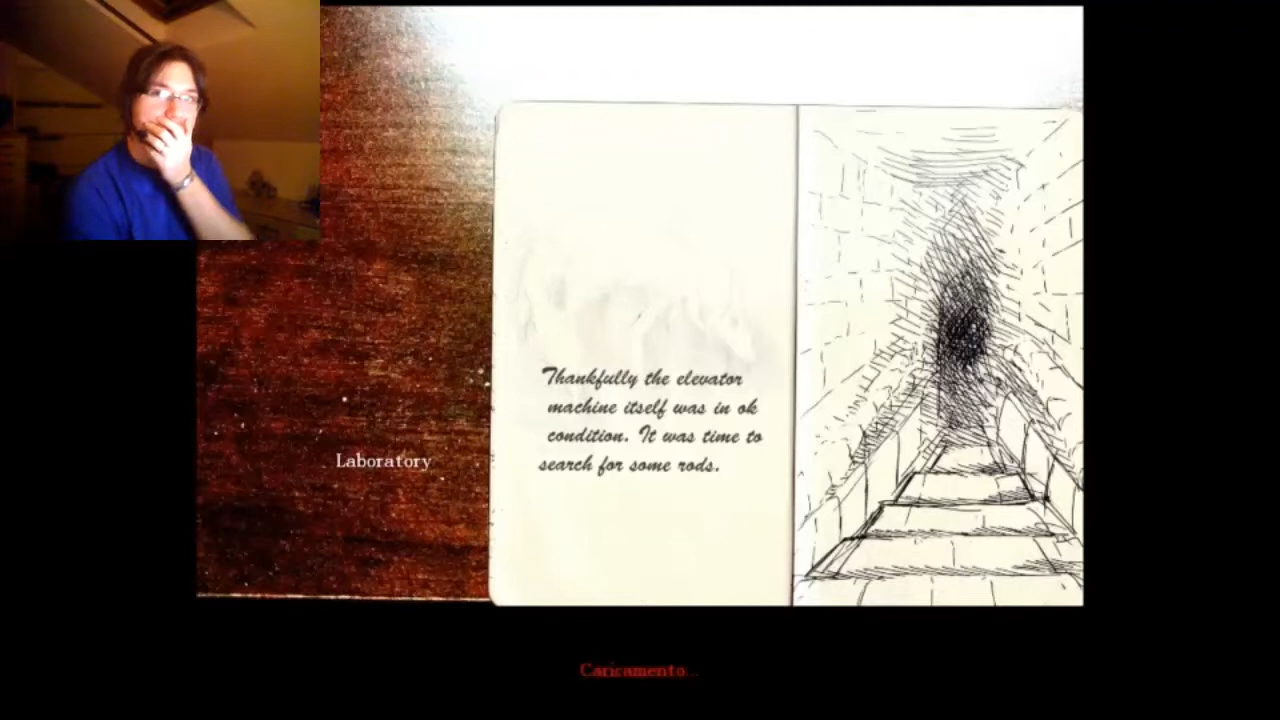 Thankfully the elevator
machine itself was in ok
condition. It was time to
search for some rods.
Laboratory
Caricamento...